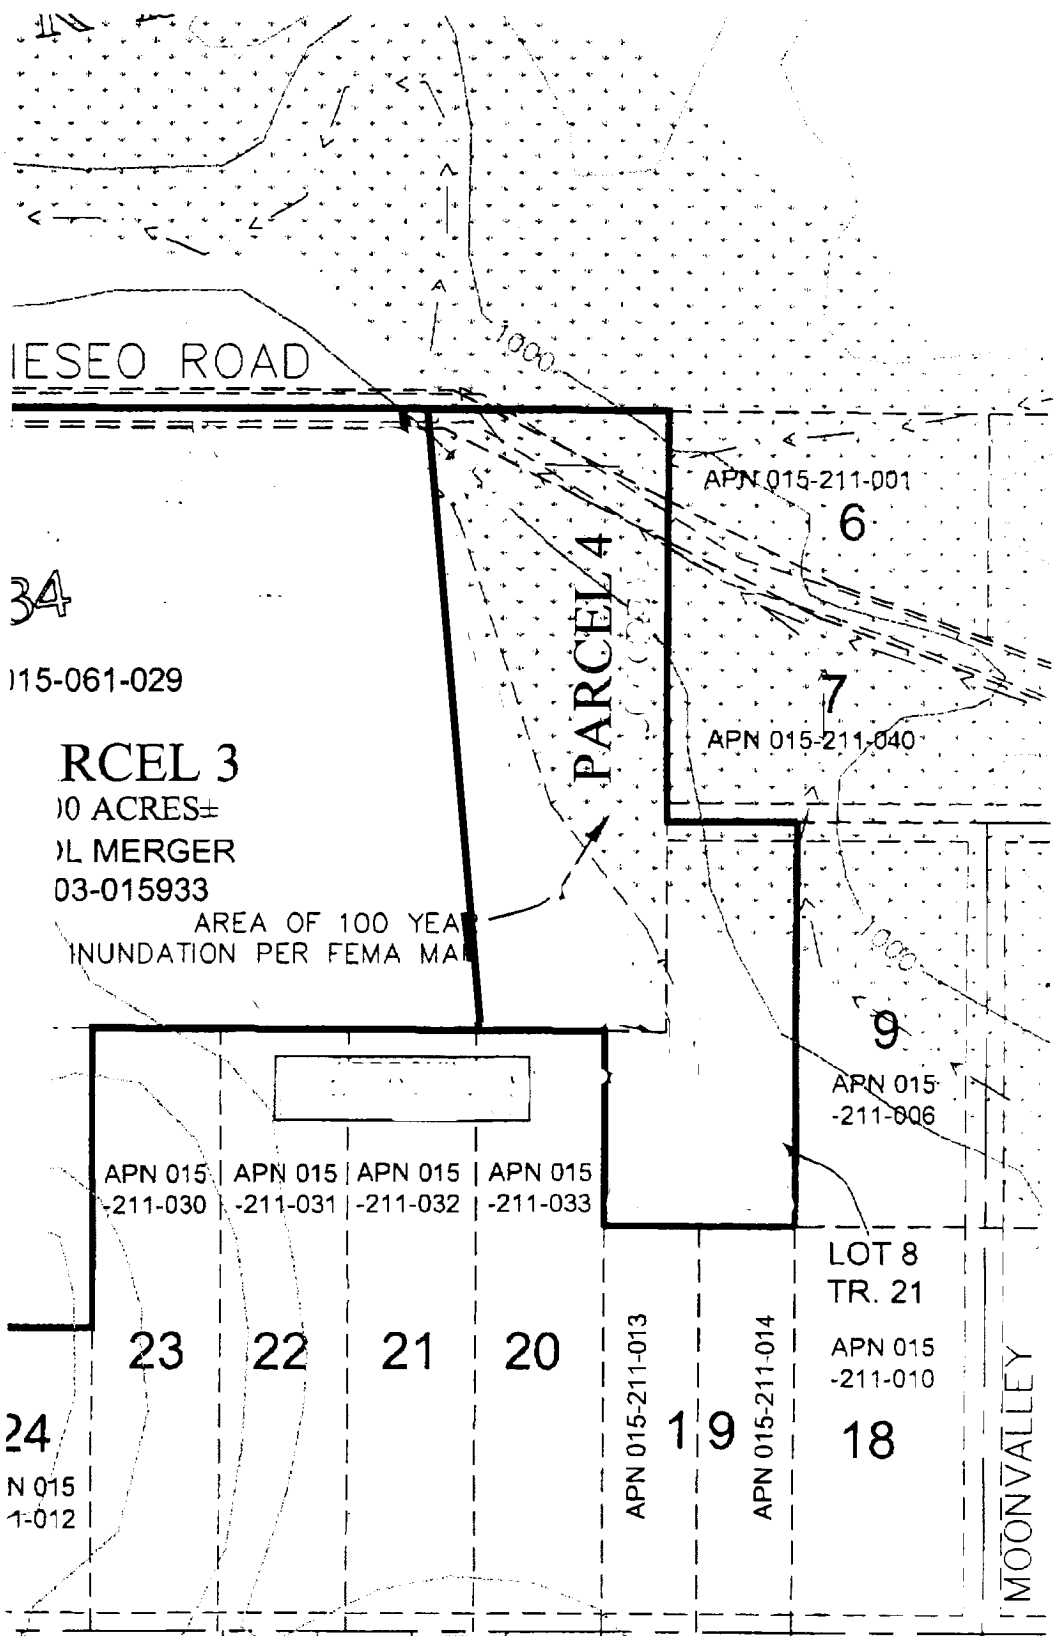 IESEO ROAD
1000
APN 015-211-001
6
34
PARCEL 4
15-061-029
7
APN 015-211-040
RCEL 3
0 ACRES±
L MERGER
03-015933
AREA OF 100 YEA
INUNDATION PER FEMA MA
1000
9
APN 015
-211-006
APN 015
-211-030
APN 015
-211-031
APN 015
-211-032
APN 015
-211-033
LOT 8
TR. 21
23
22
21
20
APN 015-211-013
19
APN 015-211-014
APN 015
-211-010
18
24
N 015
1-012
MOONVALLEY